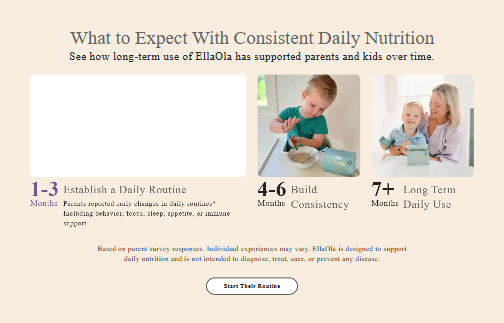 What to Expect With Consistent Daily Nutrition
See how long-term use of EllaOla has supported parents and kids over time.
1-3
Months
Establish a Daily Routine
Parents reported early changes in daily routines*
Including behavior, focus, sleep, appetite, or immune
support
4-6
Months
Build
Consistency
7+
Months
Long Term
Daily Use
Based on parent survey responses. Individual experiences may vary. EllaOla is designed to support
daily nutrition and is not intended to diagnose, treat, cure, or prevent any disease.
Start Their Routine